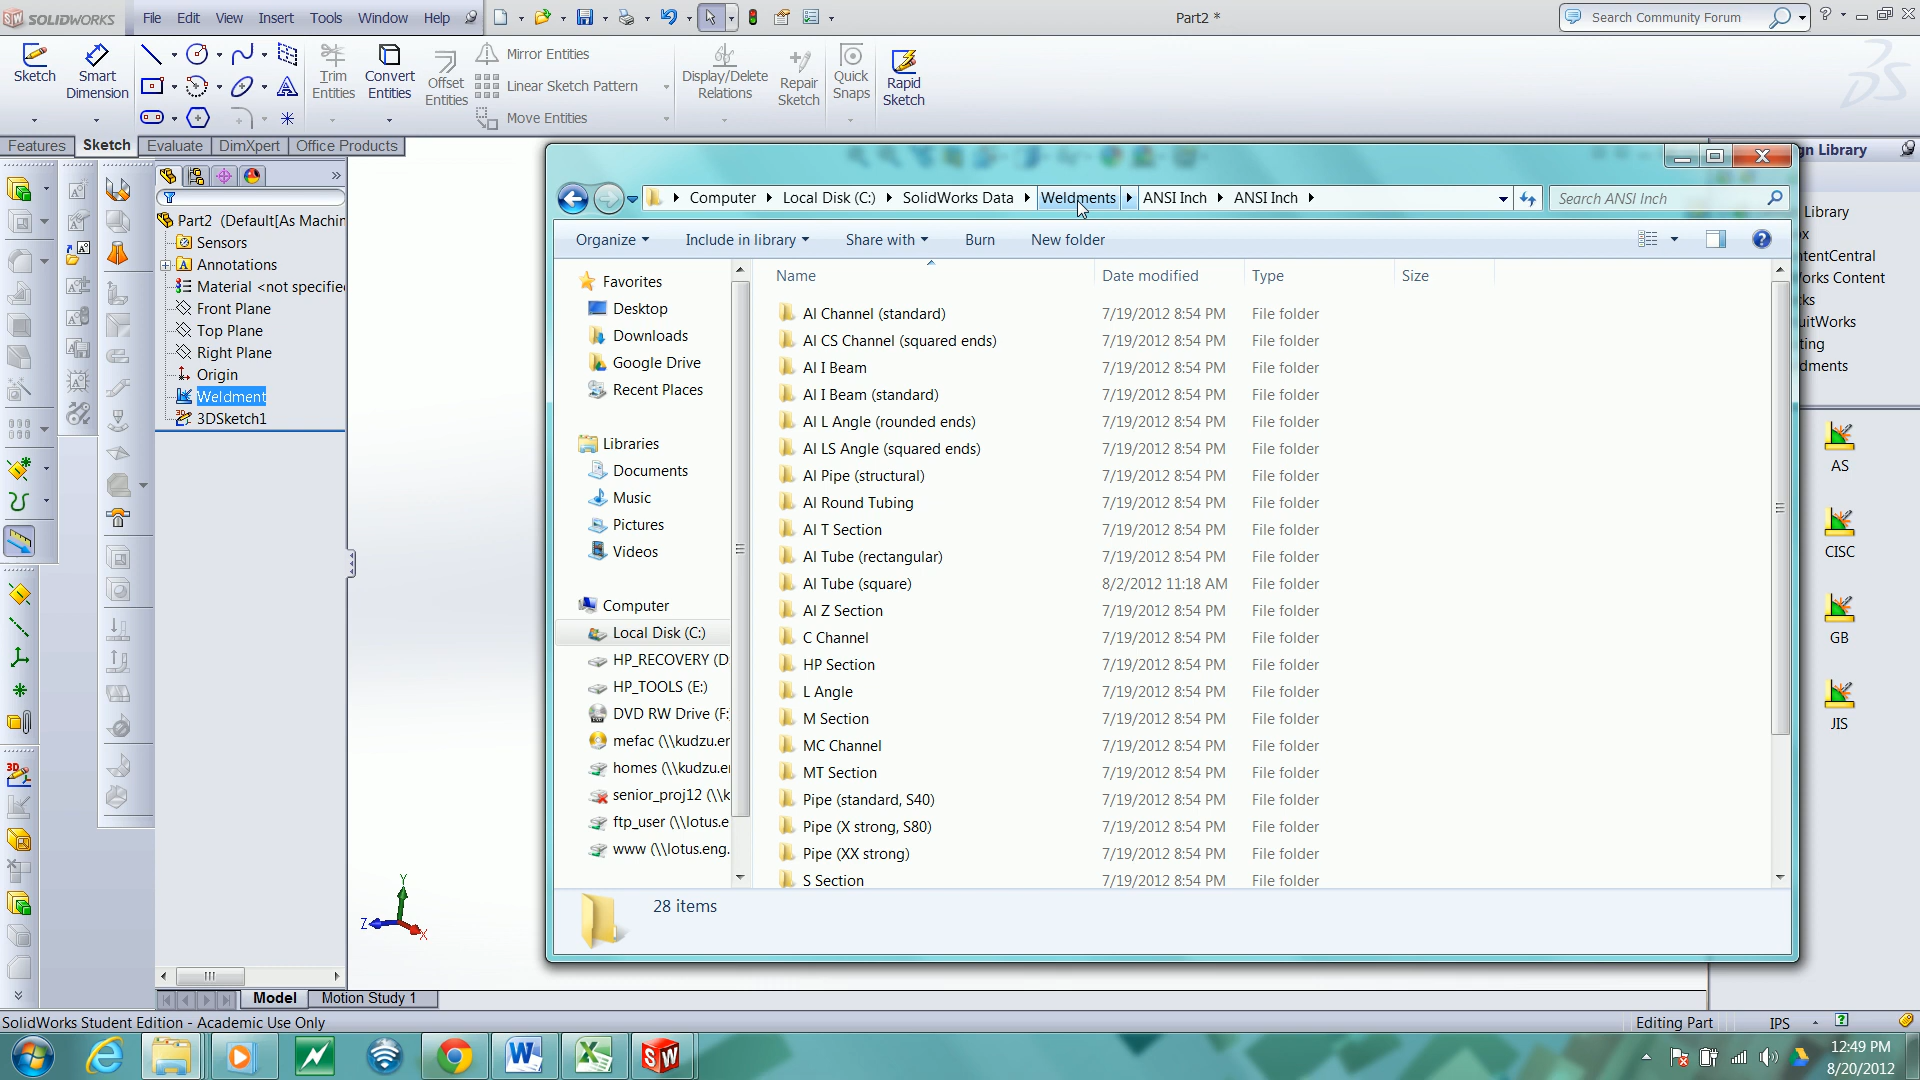 SOLIDWORKS File Edit View Insert Tools Window Help Part2 * Search Community Forum
Sketch Smart Dimension Trim Entities Convert Entities Offset Entities Mirror Entities Linear Sketch Pattern Move Entities Display/Delete Relations Repair Sketch Quick Snaps Rapid Sketch
Features Sketch Evaluate DimXpert Office Products
Part2 (Default[As Machin
Sensors
Annotations
Material <not specifie
Front Plane
Top Plane
Right Plane
Origin
Weldment
3DSketch1
Computer Local Disk (C:) SolidWorks Data Weldments ANSI Inch ANSI Inch Search ANSI Inch
Organize Include in library Share with Burn New folder
Favorites
Desktop
Downloads
Google Drive
Recent Places
Libraries
Documents
Music
Pictures
Videos
Computer
Local Disk (C:)
HP_RECOVERY (D
HP_TOOLS (E:)
DVD RW Drive (F:
mefac (\\kudzu.er
homes (\\kudzu.e
senior_proj12 (\\k
ftp_user (\\lotus.e
www (\\lotus.eng.
Name Date modified Type Size
Al Channel (standard) 7/19/2012 8:54 PM File folder
Al CS Channel (squared ends) 7/19/2012 8:54 PM File folder
Al I Beam 7/19/2012 8:54 PM File folder
Al I Beam (standard) 7/19/2012 8:54 PM File folder
Al L Angle (rounded ends) 7/19/2012 8:54 PM File folder
Al LS Angle (squared ends) 7/19/2012 8:54 PM File folder
Al Pipe (structural) 7/19/2012 8:54 PM File folder
Al Round Tubing 7/19/2012 8:54 PM File folder
Al T Section 7/19/2012 8:54 PM File folder
Al Tube (rectangular) 7/19/2012 8:54 PM File folder
Al Tube (square) 8/2/2012 11:18 AM File folder
Al Z Section 7/19/2012 8:54 PM File folder
C Channel 7/19/2012 8:54 PM File folder
HP Section 7/19/2012 8:54 PM File folder
L Angle 7/19/2012 8:54 PM File folder
M Section 7/19/2012 8:54 PM File folder
MC Channel 7/19/2012 8:54 PM File folder
MT Section 7/19/2012 8:54 PM File folder
Pipe (standard, S40) 7/19/2012 8:54 PM File folder
Pipe (X strong, S80) 7/19/2012 8:54 PM File folder
Pipe (XX strong) 7/19/2012 8:54 PM File folder
S Section 7/19/2012 8:54 PM File folder
28 items
gn Library
Library
ox
ntentCentral
orks Content
ks
uitWorks
ting
dments
AS
CISC
GB
JIS
Y
Z
X
Model Motion Study 1
SolidWorks Student Edition - Academic Use Only Editing Part IPS
12:49 PM
8/20/2012